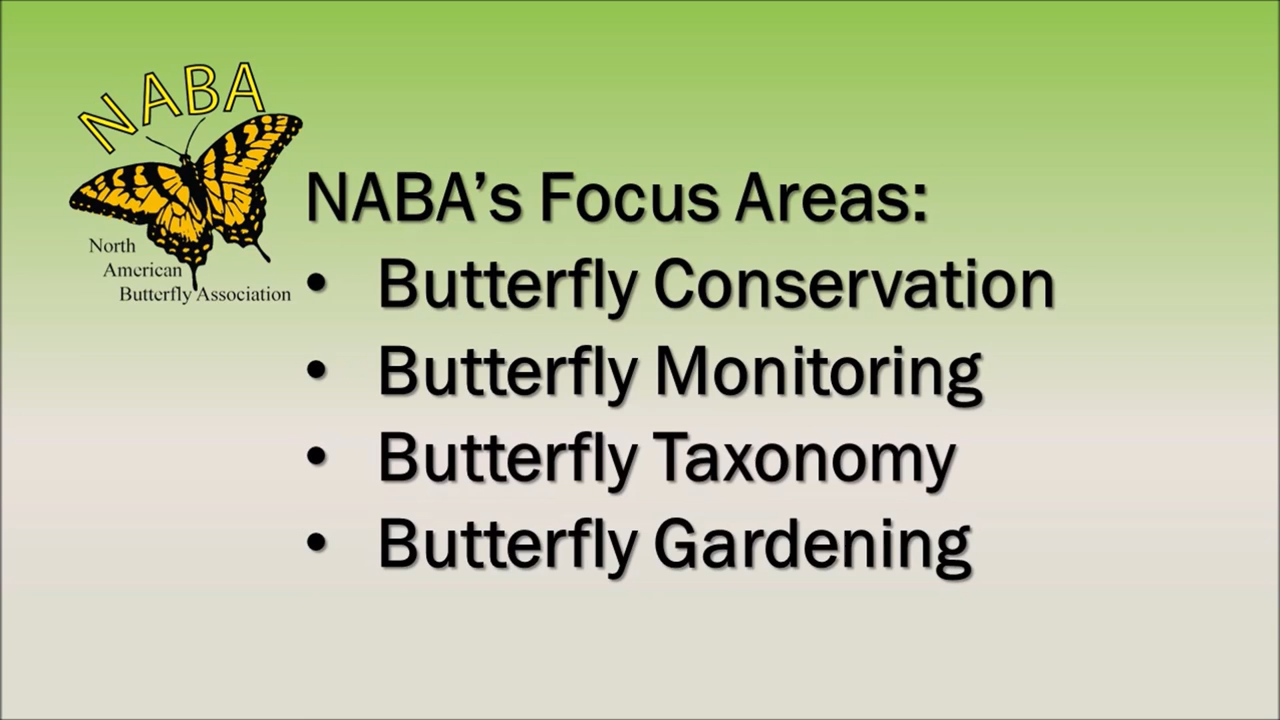 NABA
North
American
Butterfly Association
NABA's Focus Areas:
• Butterfly Conservation
• Butterfly Monitoring
• Butterfly Taxonomy
• Butterfly Gardening